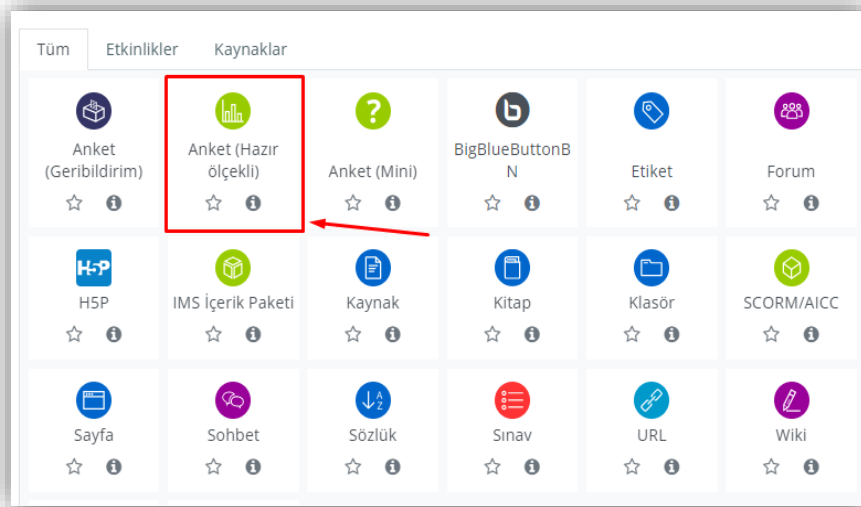 Tüm Etkinlikler Kaynaklar
Anket
(Geribildirim)
Anket (Hazır
ölçekli)
Anket (Mini)
BigBlueButtonB
N
Etiket
Forum
H5P
H5P
IMS İçerik Paketi
Kaynak
Kitap
Klasör
SCORM/AICC
Sayfa
Sohbet
Sözlük
Sınav
URL
Wiki